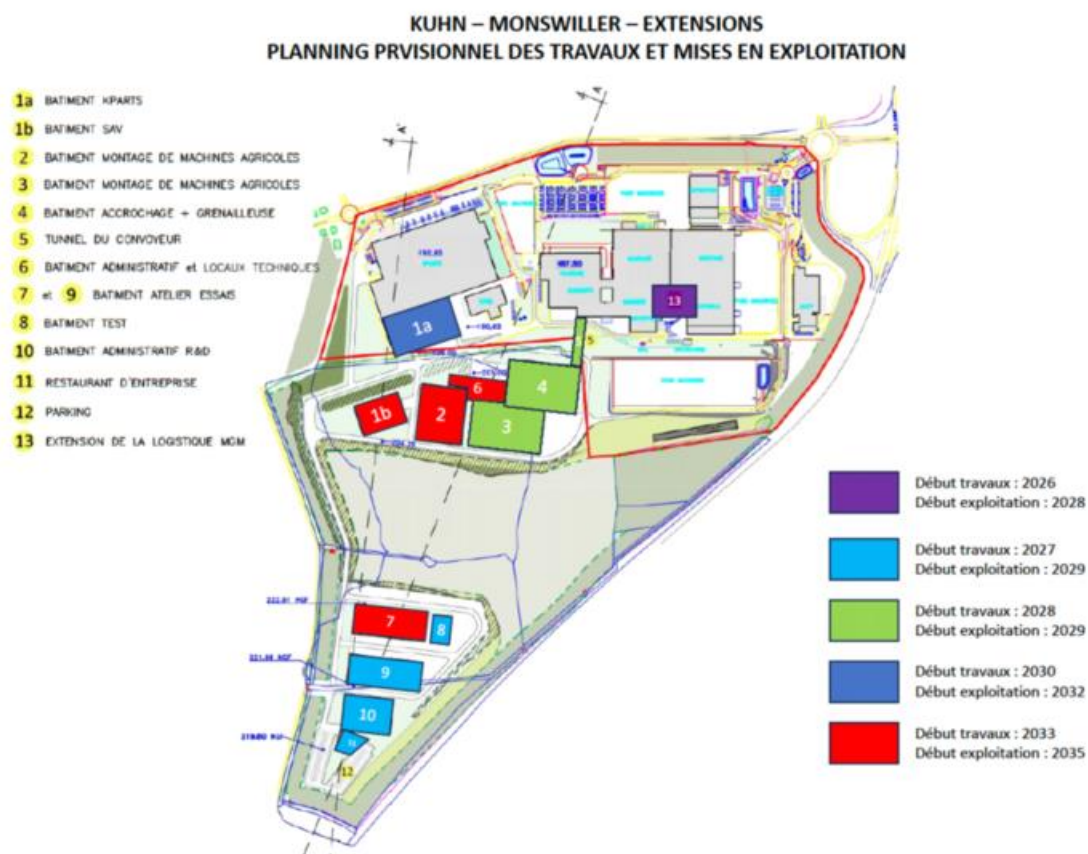 KUHN – MONSWILLER – EXTENSIONS
PLANNING PRVISIONNEL DES TRAVAUX ET MISES EN EXPLOITATION
1a BATIMENT KPARTS
1b BATIMENT SAV
2 BATIMENT MONTAGE DE MACHINES AGRICOLES
3 BATIMENT MONTAGE DE MACHINES AGRICOLES
4 BATIMENT ACCROCHAGE + GRENAILLEUSE
5 TUNNEL DU CONVOYEUR
6 BATIMENT ADMINISTRATIF et LOCAUX TECHNIQUES
7 et 9 BATIMENT ATELIER ESSAIS
8 BATIMENT TEST
10 BATIMENT ADMINISTRATIF R&D
11 RESTAURANT D'ENTREPRISE
12 PARKING
13 EXTENSION DE LA LOGISTIQUE MGM
A'
A
13
1a
5
6
4
1b
2
3
7
8
9
10
11
12
Début travaux : 2026
Début exploitation : 2028
Début travaux : 2027
Début exploitation : 2029
Début travaux : 2028
Début exploitation : 2029
Début travaux : 2030
Début exploitation : 2032
Début travaux : 2033
Début exploitation : 2035